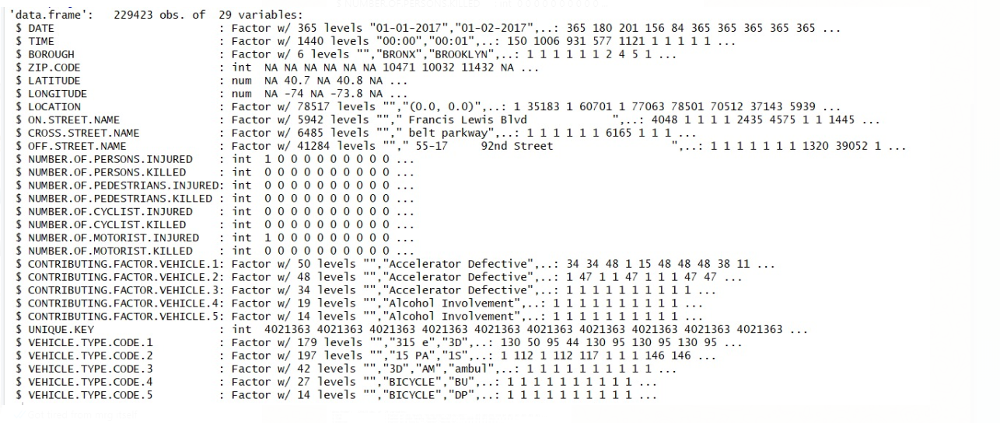 'data.frame':   229423 obs. of  29 variables:
 $ DATE                         : Factor w/ 365 levels "01-01-2017","01-02-2017",..: 365 180 201 156 84 365 365 365 365 365 ...
 $ TIME                         : Factor w/ 1440 levels "00:00","00:01",..: 150 1006 931 577 1121 1 1 1 1 1 ...
 $ BOROUGH                      : Factor w/ 6 levels "","BRONX","BROOKLYN",..: 1 1 1 1 1 1 2 4 5 1 ...
 $ ZIP.CODE                     : int  NA NA NA NA NA NA 10471 10032 11432 NA ...
 $ LATITUDE                     : num  NA 40.7 NA 40.8 NA ...
 $ LONGITUDE                    : num  NA -74 NA -73.8 NA ...
 $ LOCATION                     : Factor w/ 78517 levels "","(0.0, 0.0)",..: 1 35183 1 60701 1 77063 78501 70512 37143 5939 ...
 $ ON.STREET.NAME               : Factor w/ 5942 levels ""," Francis Lewis Blvd             ",..: 4048 1 1 1 1 2435 4575 1 1 1445 ...
 $ CROSS.STREET.NAME            : Factor w/ 6485 levels ""," belt parkway",..: 1 1 1 1 1 1 6165 1 1 1 ...
 $ OFF.STREET.NAME              : Factor w/ 41284 levels ""," 55-17     92nd Street                   ",..: 1 1 1 1 1 1 1 1320 39052 1 ...
 $ NUMBER.OF.PERSONS.INJURED    : int  1 0 0 0 0 0 0 0 0 0 ...
 $ NUMBER.OF.PERSONS.KILLED     : int  0 0 0 0 0 0 0 0 0 0 ...
 $ NUMBER.OF.PEDESTRIANS.INJURED: int  0 0 0 0 0 0 0 0 0 0 ...
 $ NUMBER.OF.PEDESTRIANS.KILLED : int  0 0 0 0 0 0 0 0 0 0 ...
 $ NUMBER.OF.CYCLIST.INJURED    : int  0 0 0 0 0 0 0 0 0 0 ...
 $ NUMBER.OF.CYCLIST.KILLED     : int  0 0 0 0 0 0 0 0 0 0 ...
 $ NUMBER.OF.MOTORIST.INJURED   : int  1 0 0 0 0 0 0 0 0 0 ...
 $ NUMBER.OF.MOTORIST.KILLED    : int  0 0 0 0 0 0 0 0 0 0 ...
 $ CONTRIBUTING.FACTOR.VEHICLE.1: Factor w/ 50 levels "","Accelerator Defective",..: 34 34 48 1 15 48 48 48 38 11 ...
 $ CONTRIBUTING.FACTOR.VEHICLE.2: Factor w/ 48 levels "","Accelerator Defective",..: 1 47 1 1 47 1 1 1 47 47 ...
 $ CONTRIBUTING.FACTOR.VEHICLE.3: Factor w/ 34 levels "","Accelerator Defective",..: 1 1 1 1 1 1 1 1 1 1 ...
 $ CONTRIBUTING.FACTOR.VEHICLE.4: Factor w/ 19 levels "","Alcohol Involvement",..: 1 1 1 1 1 1 1 1 1 1 ...
 $ CONTRIBUTING.FACTOR.VEHICLE.5: Factor w/ 14 levels "","Alcohol Involvement",..: 1 1 1 1 1 1 1 1 1 1 ...
 $ UNIQUE.KEY                   : int  4021363 4021363 4021363 4021363 4021363 4021363 4021363 4021363 4021363 4021363 ...
 $ VEHICLE.TYPE.CODE.1          : Factor w/ 179 levels "","315 e","3D",..: 130 50 95 44 130 95 130 95 130 95 ...
 $ VEHICLE.TYPE.CODE.2          : Factor w/ 197 levels "","15 PA","1S",..: 1 112 1 112 117 1 1 1 146 146 ...
 $ VEHICLE.TYPE.CODE.3          : Factor w/ 42 levels "","3D","AM","ambul",..: 1 1 1 1 1 1 1 1 1 1 ...
 $ VEHICLE.TYPE.CODE.4          : Factor w/ 27 levels "","BICYCLE","BU",..: 1 1 1 1 1 1 1 1 1 1 ...
 $ VEHICLE.TYPE.CODE.5          : Factor w/ 14 levels "","BICYCLE","DP",..: 1 1 1 1 1 1 1 1 1 1 ...